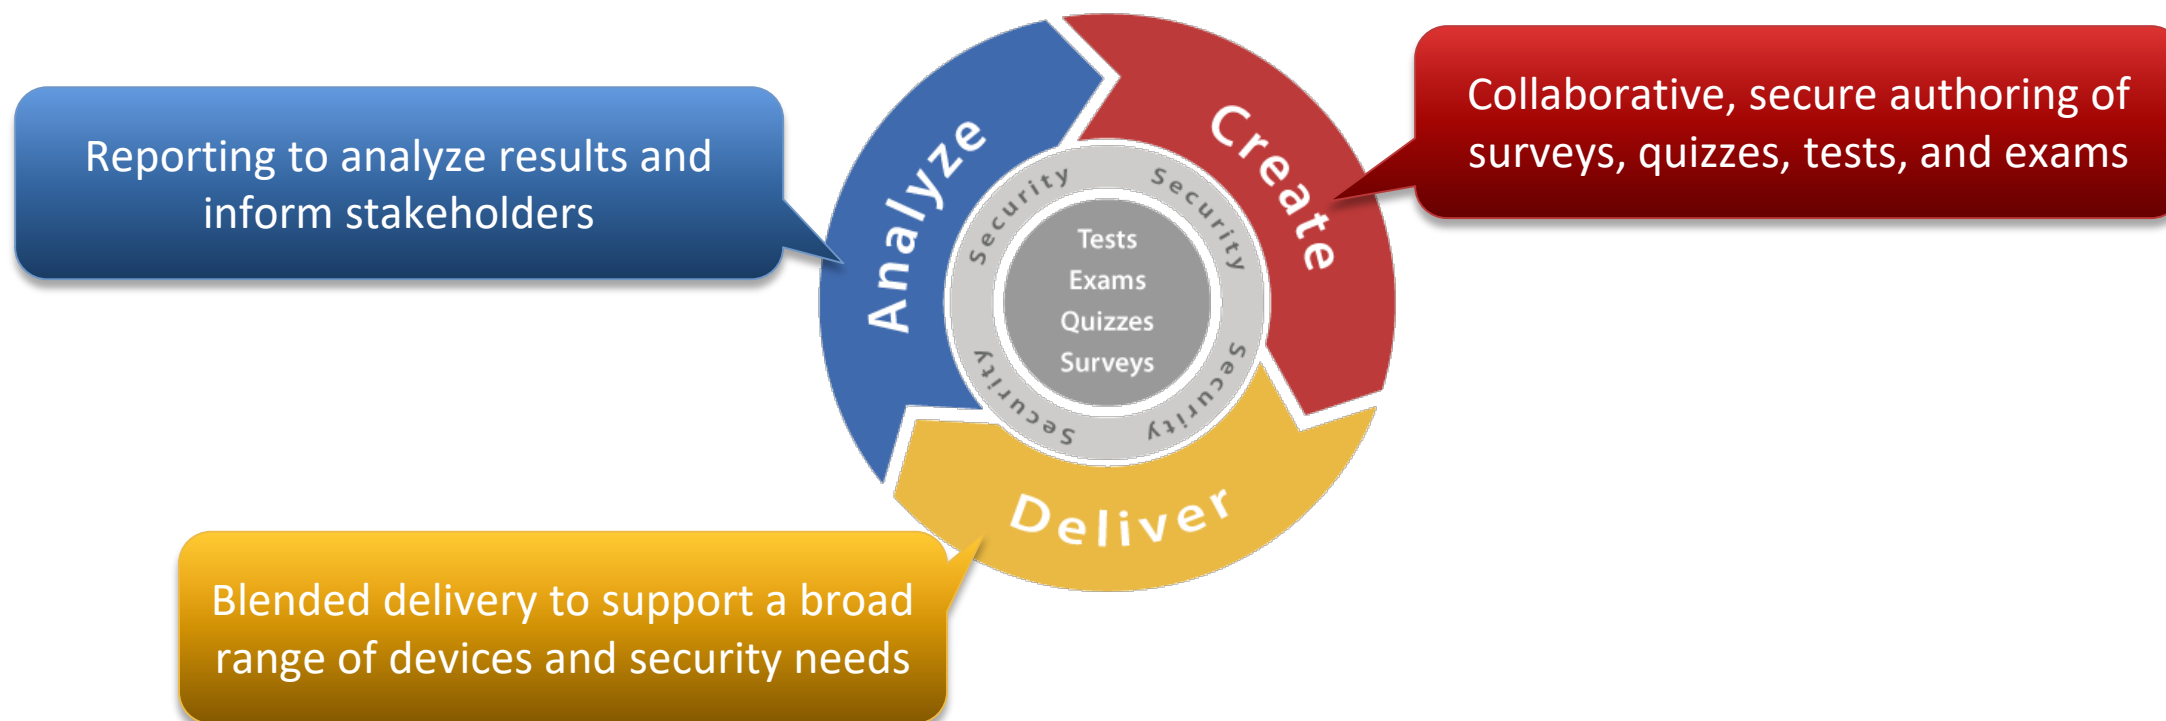 Reporting to analyze results and
inform stakeholders
Analyze
Create
Collaborative, secure authoring of
surveys, quizzes, tests, and exams
Security
Security
Tests
Exams
Quizzes
Surveys
Security
Security
Deliver
Blended delivery to support a broad
range of devices and security needs